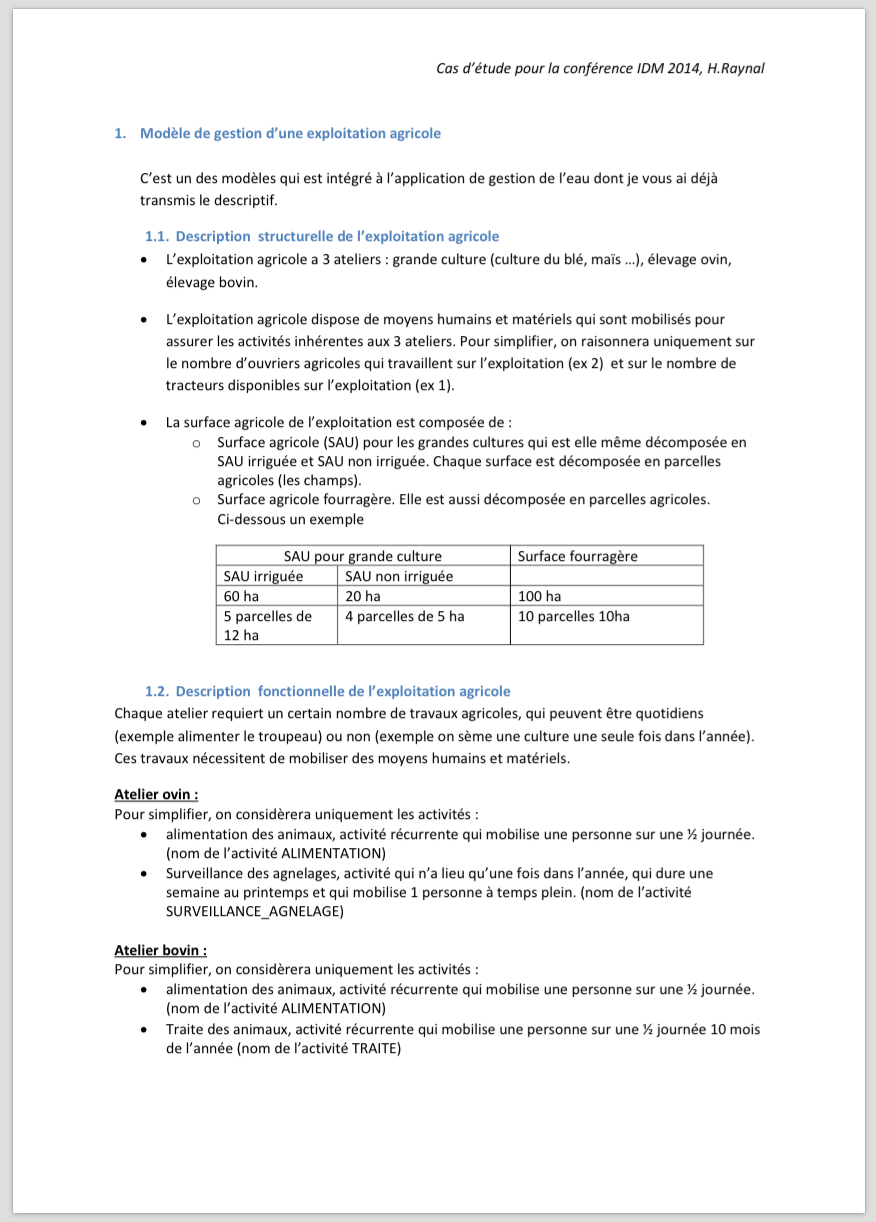 Cas d’étude pour la conférence IDM 2014, H.Raynal
1. Modèle de gestion d’une exploitation agricole
C’est un des modèles qui est intégré à l’application de gestion de l’eau dont je vous ai déjà
transmis le descriptif.
1.1. Description structurelle de l’exploitation agricole
• L’exploitation agricole a 3 ateliers : grande culture (culture du blé, maïs …), élevage ovin,
élevage bovin.
• L’exploitation agricole dispose de moyens humains et matériels qui sont mobilisés pour
assurer les activités inhérentes aux 3 ateliers. Pour simplifier, on raisonnera uniquement sur
le nombre d’ouvriers agricoles qui travaillent sur l’exploitation (ex 2) et sur le nombre de
tracteurs disponibles sur l’exploitation (ex 1).
• La surface agricole de l’exploitation est composée de :
o Surface agricole (SAU) pour les grandes cultures qui est elle même décomposée en
SAU irriguée et SAU non irriguée. Chaque surface est décomposée en parcelles
agricoles (les champs).
o Surface agricole fourragère. Elle est aussi décomposée en parcelles agricoles.
Ci-dessous un exemple
SAU pour grande culture Surface fourragère
SAU irriguée SAU non irriguée
60 ha 20 ha 100 ha
5 parcelles de 4 parcelles de 5 ha 10 parcelles 10ha
12 ha
1.2. Description fonctionnelle de l’exploitation agricole
Chaque atelier requiert un certain nombre de travaux agricoles, qui peuvent être quotidiens
(exemple alimenter le troupeau) ou non (exemple on sème une culture une seule fois dans l’année).
Ces travaux nécessitent de mobiliser des moyens humains et matériels.
Atelier ovin :
Pour simplifier, on considèrera uniquement les activités :
• alimentation des animaux, activité récurrente qui mobilise une personne sur une ½ journée.
(nom de l’activité ALIMENTATION)
• Surveillance des agnelages, activité qui n’a lieu qu’une fois dans l’année, qui dure une
semaine au printemps et qui mobilise 1 personne à temps plein. (nom de l’activité
SURVEILLANCE_AGNELAGE)
Atelier bovin :
Pour simplifier, on considèrera uniquement les activités :
• alimentation des animaux, activité récurrente qui mobilise une personne sur une ½ journée.
(nom de l’activité ALIMENTATION)
• Traite des animaux, activité récurrente qui mobilise une personne sur une ½ journée 10 mois
de l’année (nom de l’activité TRAITE)